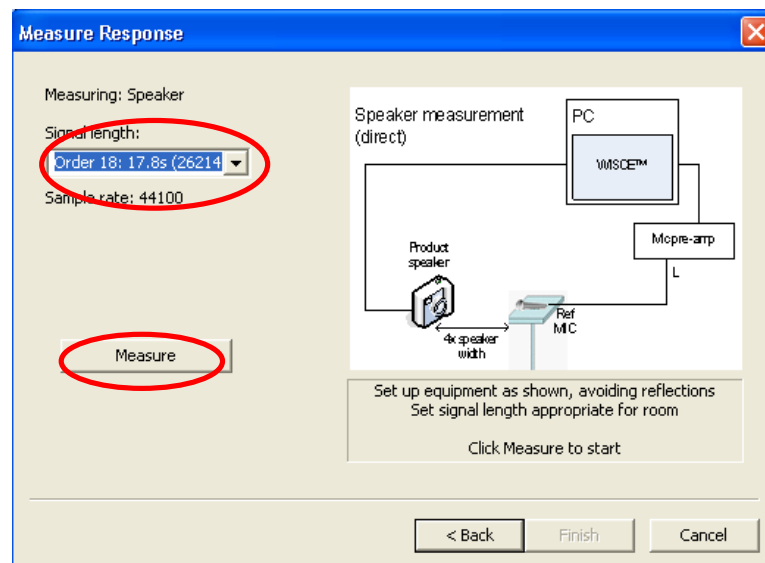 Measure Response
Measuring: Speaker
Signal length:
Order 18: 17.8s (26214
Sample rate: 44100
Measure
Speaker measurement
(direct)
PC
WISCE™
Mcpre-amp
L
Product
speaker
Ref
MIC
4x speaker
width
Set up equipment as shown, avoiding reflections
Set signal length appropriate for room
Click Measure to start
< Back
Finish
Cancel